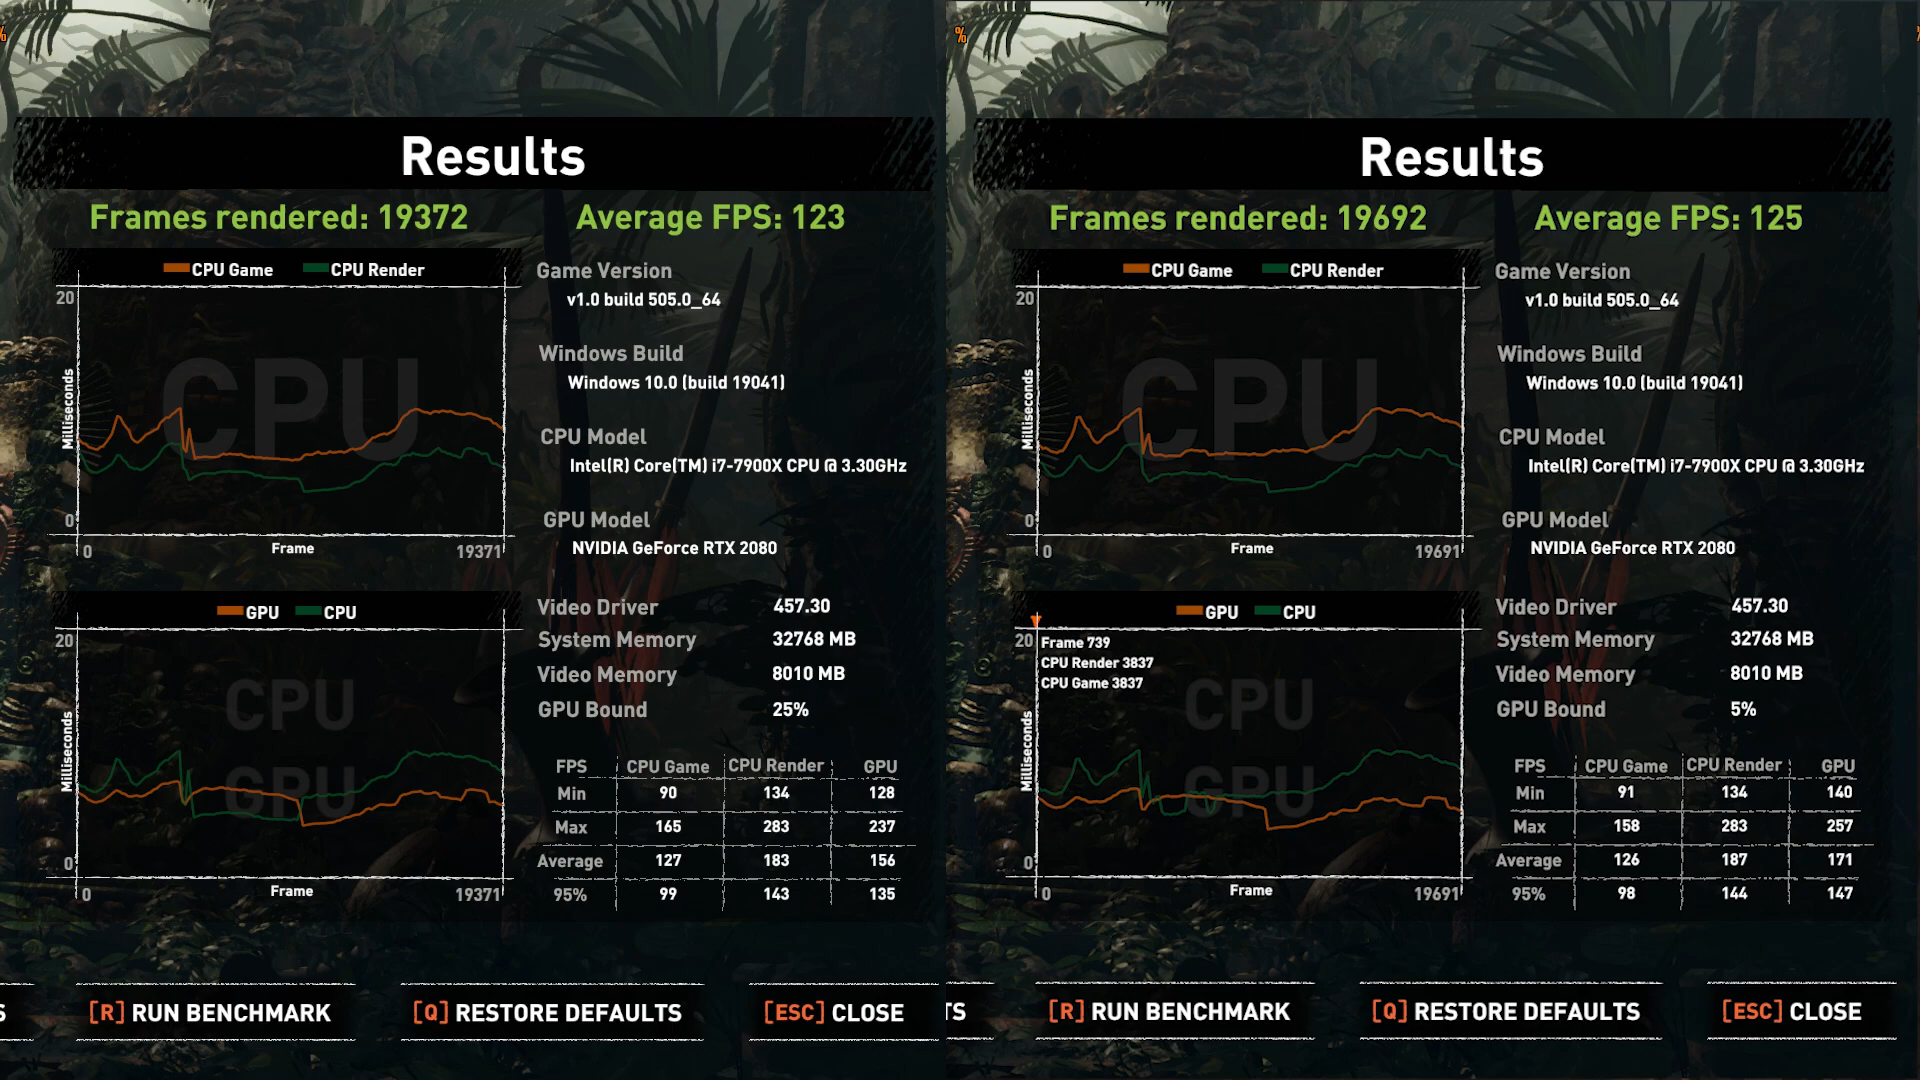 %
Results
Frames rendered: 19372
Average FPS: 123
CPU Game
CPU Render
20
CPU
Milliseconds
0
0
Frame
19371
GPU
CPU
20
CPU
GPU
Milliseconds
0
0
Frame
19371
Game Version
v1.0 build 505.0_64
Windows Build
Windows 10.0 (build 19041)
CPU Model
Intel(R) Core(TM) i7-7900X CPU @ 3.30GHz
GPU Model
NVIDIA GeForce RTX 2080
Video Driver 457.30
System Memory 32768 MB
Video Memory 8010 MB
GPU Bound 25%
FPS CPU Game CPU Render GPU
Min 90 134 128
Max 165 283 237
Average 127 183 156
95% 99 143 135
S
[R] RUN BENCHMARK
[Q] RESTORE DEFAULTS
[ESC] CLOSE
%
Results
Frames rendered: 19692
Average FPS: 125
CPU Game
CPU Render
20
CPU
Milliseconds
0
0
Frame
19691
GPU
CPU
20
Frame 739
CPU Render 3837
CPU Game 3837
CPU
GPU
Milliseconds
0
0
Frame
19691
Game Version
v1.0 build 505.0_64
Windows Build
Windows 10.0 (build 19041)
CPU Model
Intel(R) Core(TM) i7-7900X CPU @ 3.30GHz
GPU Model
NVIDIA GeForce RTX 2080
Video Driver 457.30
System Memory 32768 MB
Video Memory 8010 MB
GPU Bound 5%
FPS CPU Game CPU Render GPU
Min 91 134 140
Max 158 283 257
Average 126 187 171
95% 98 144 147
TS
[R] RUN BENCHMARK
[Q] RESTORE DEFAULTS
[ESC] CLOSE